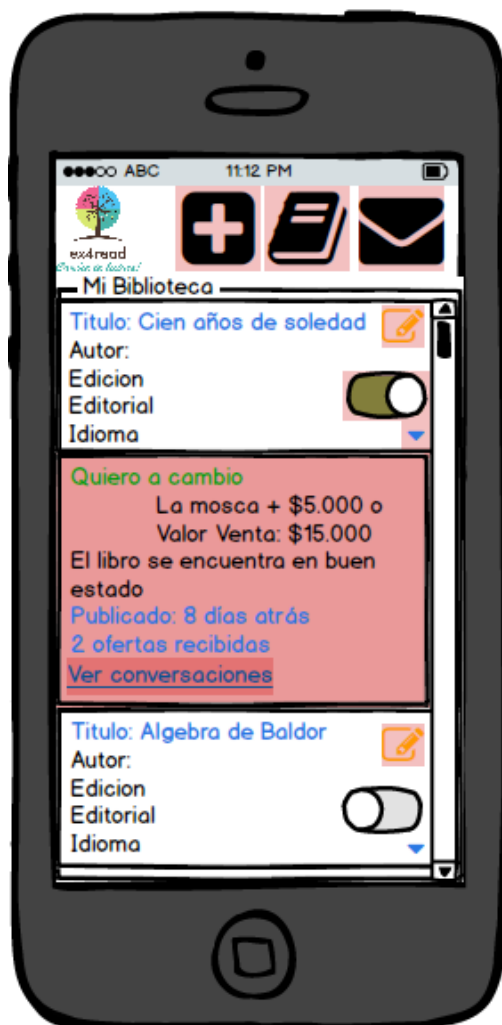 ABC 11:12 PM
ex4read
Mi Biblioteca
Titulo: Cien años de soledad
Autor:
Edicion
Editorial
Idioma
Quiero a cambio
La mosca + $5.000 o
Valor Venta: $15.000
El libro se encuentra en buen
estado
Publicado: 8 días atrás
2 ofertas recibidas
Ver conversaciones
Titulo: Algebra de Baldor
Autor:
Edicion
Editorial
Idioma